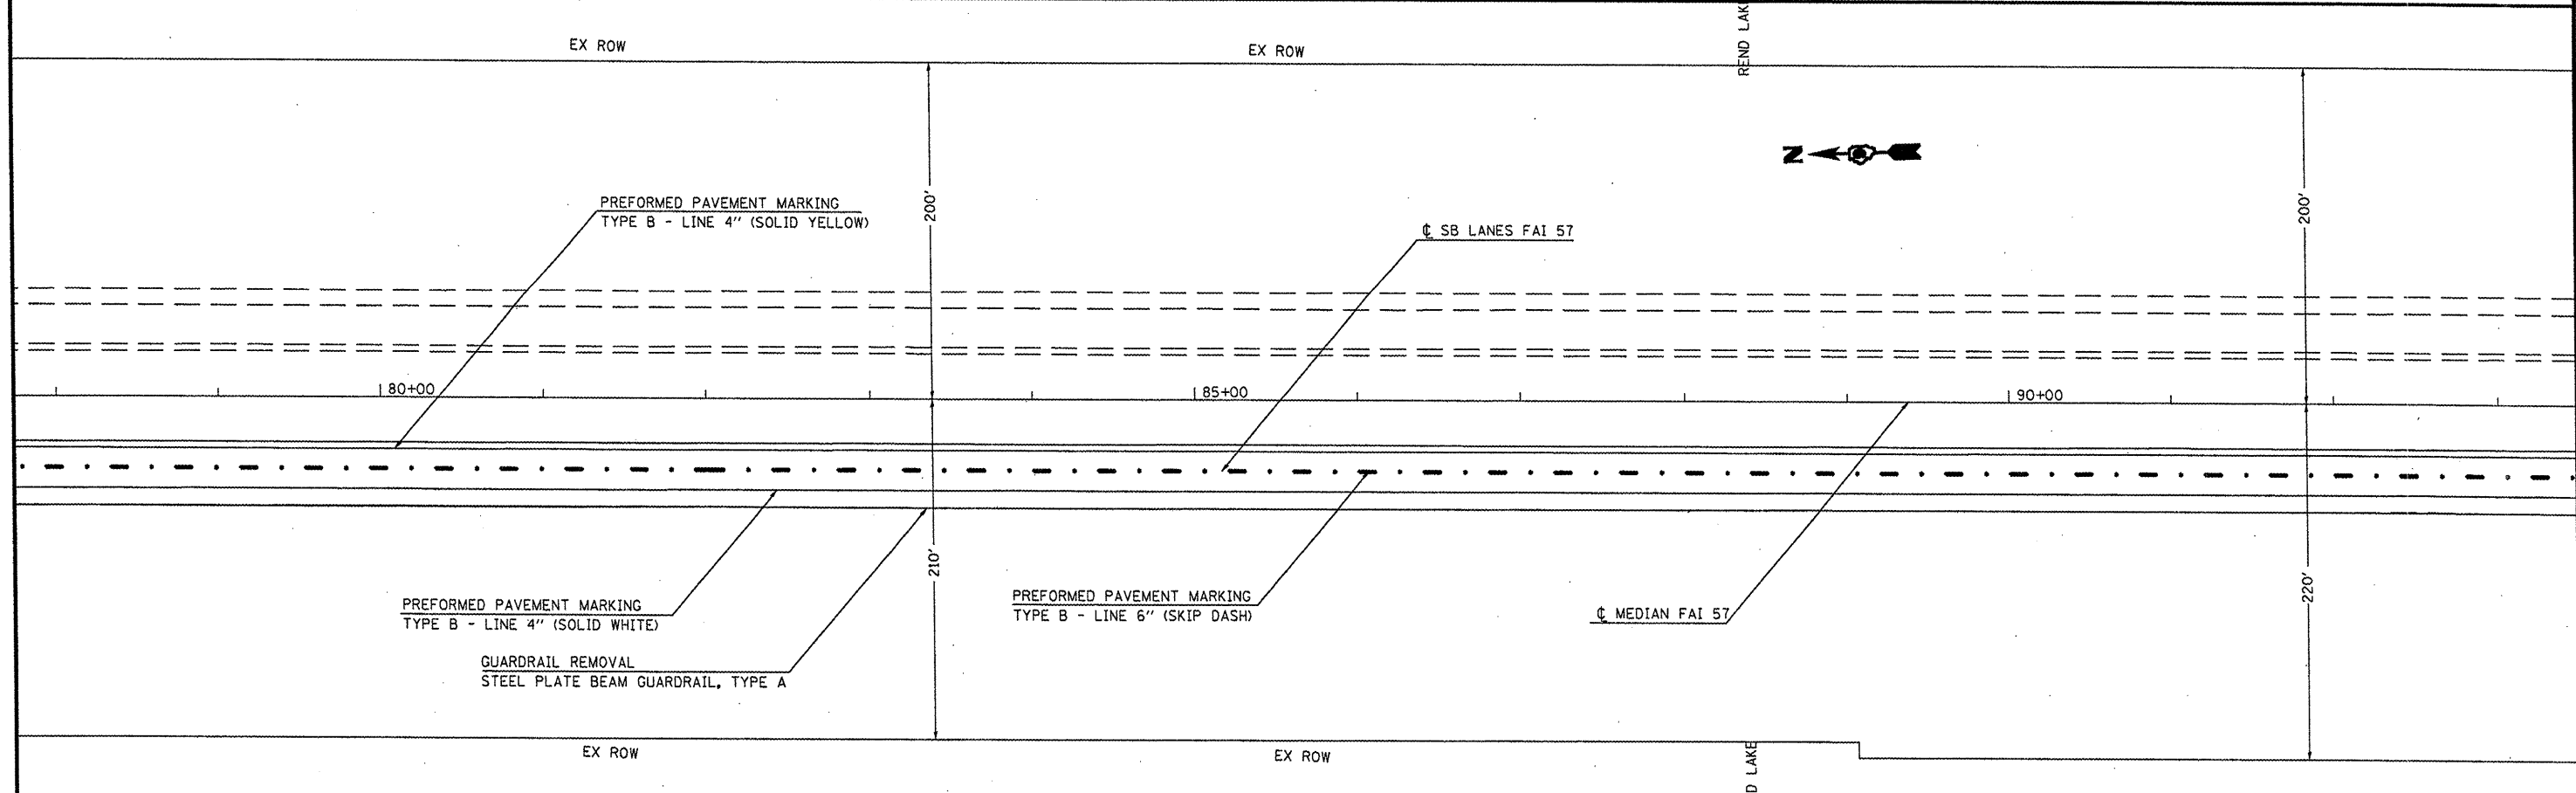 EX ROW
EX ROW
REND LAK
N
200'
200'
PREFORMED PAVEMENT MARKING
TYPE B - LINE 4" (SOLID YELLOW)
℄ SB LANES FAI 57
80+00
85+00
90+00
210'
220'
PREFORMED PAVEMENT MARKING
TYPE B - LINE 4" (SOLID WHITE)
PREFORMED PAVEMENT MARKING
TYPE B - LINE 6" (SKIP DASH)
℄ MEDIAN FAI 57
GUARDRAIL REMOVAL
STEEL PLATE BEAM GUARDRAIL, TYPE A
EX ROW
EX ROW
D LAKE